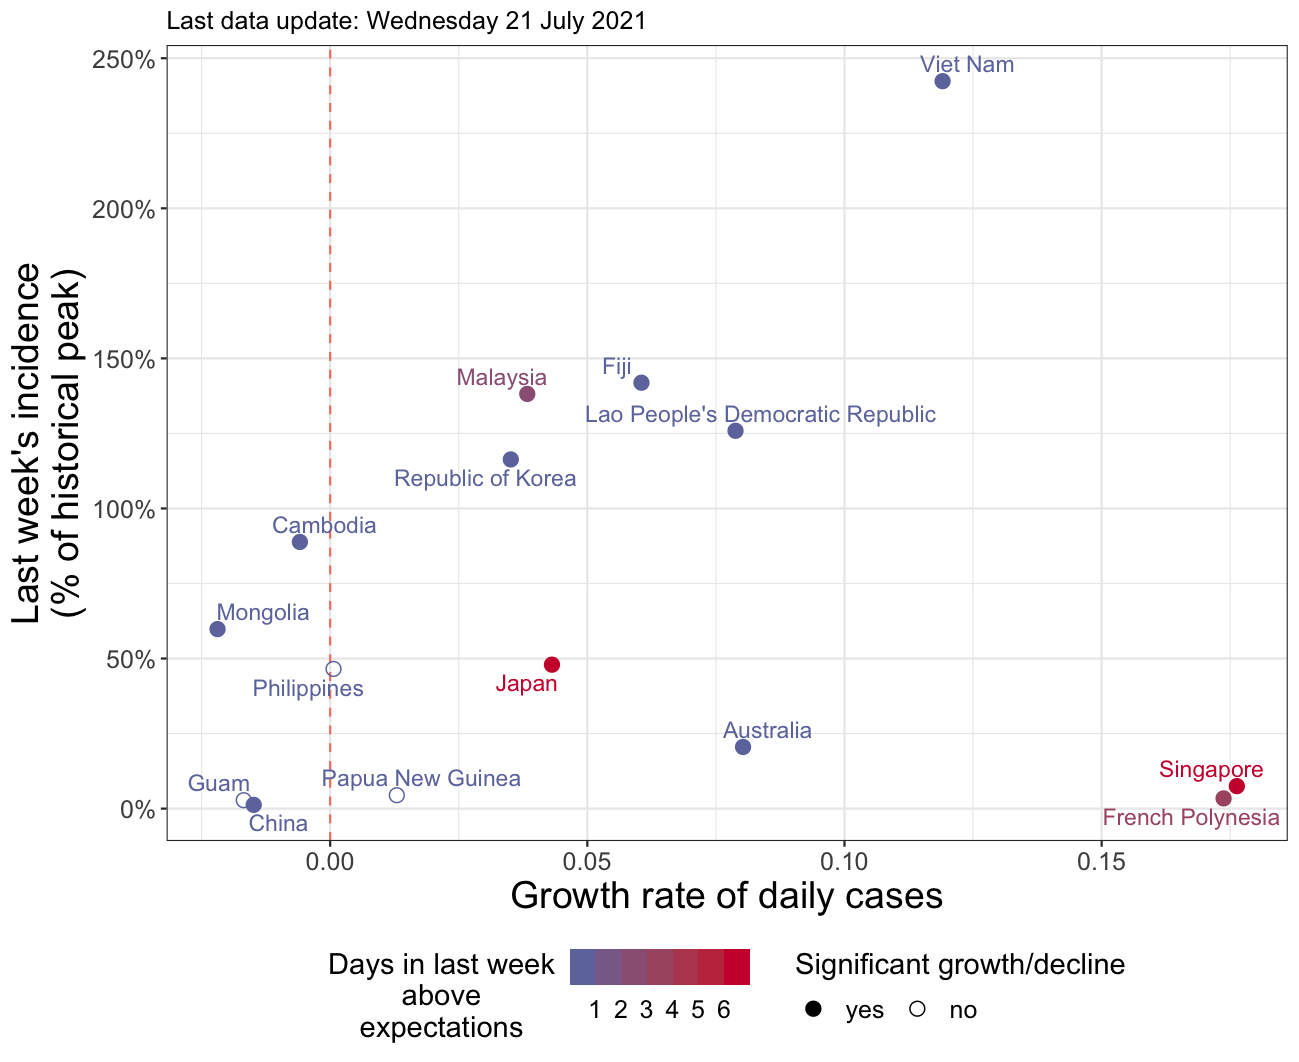 Last data update: Wednesday 21 July 2021
250%
200%
150%
100%
50%
0%
Last week's incidence
(% of historical peak)
Viet Nam
Fiji
Malaysia
Lao People's Democratic Republic
Republic of Korea
Cambodia
Mongolia
Philippines
Japan
Australia
Singapore
Papua New Guinea
Guam
French Polynesia
China
0.00 0.05 0.10 0.15
Growth rate of daily cases
Days in last week
above
expectations
1 2 3 4 5 6
Significant growth/decline
yes no